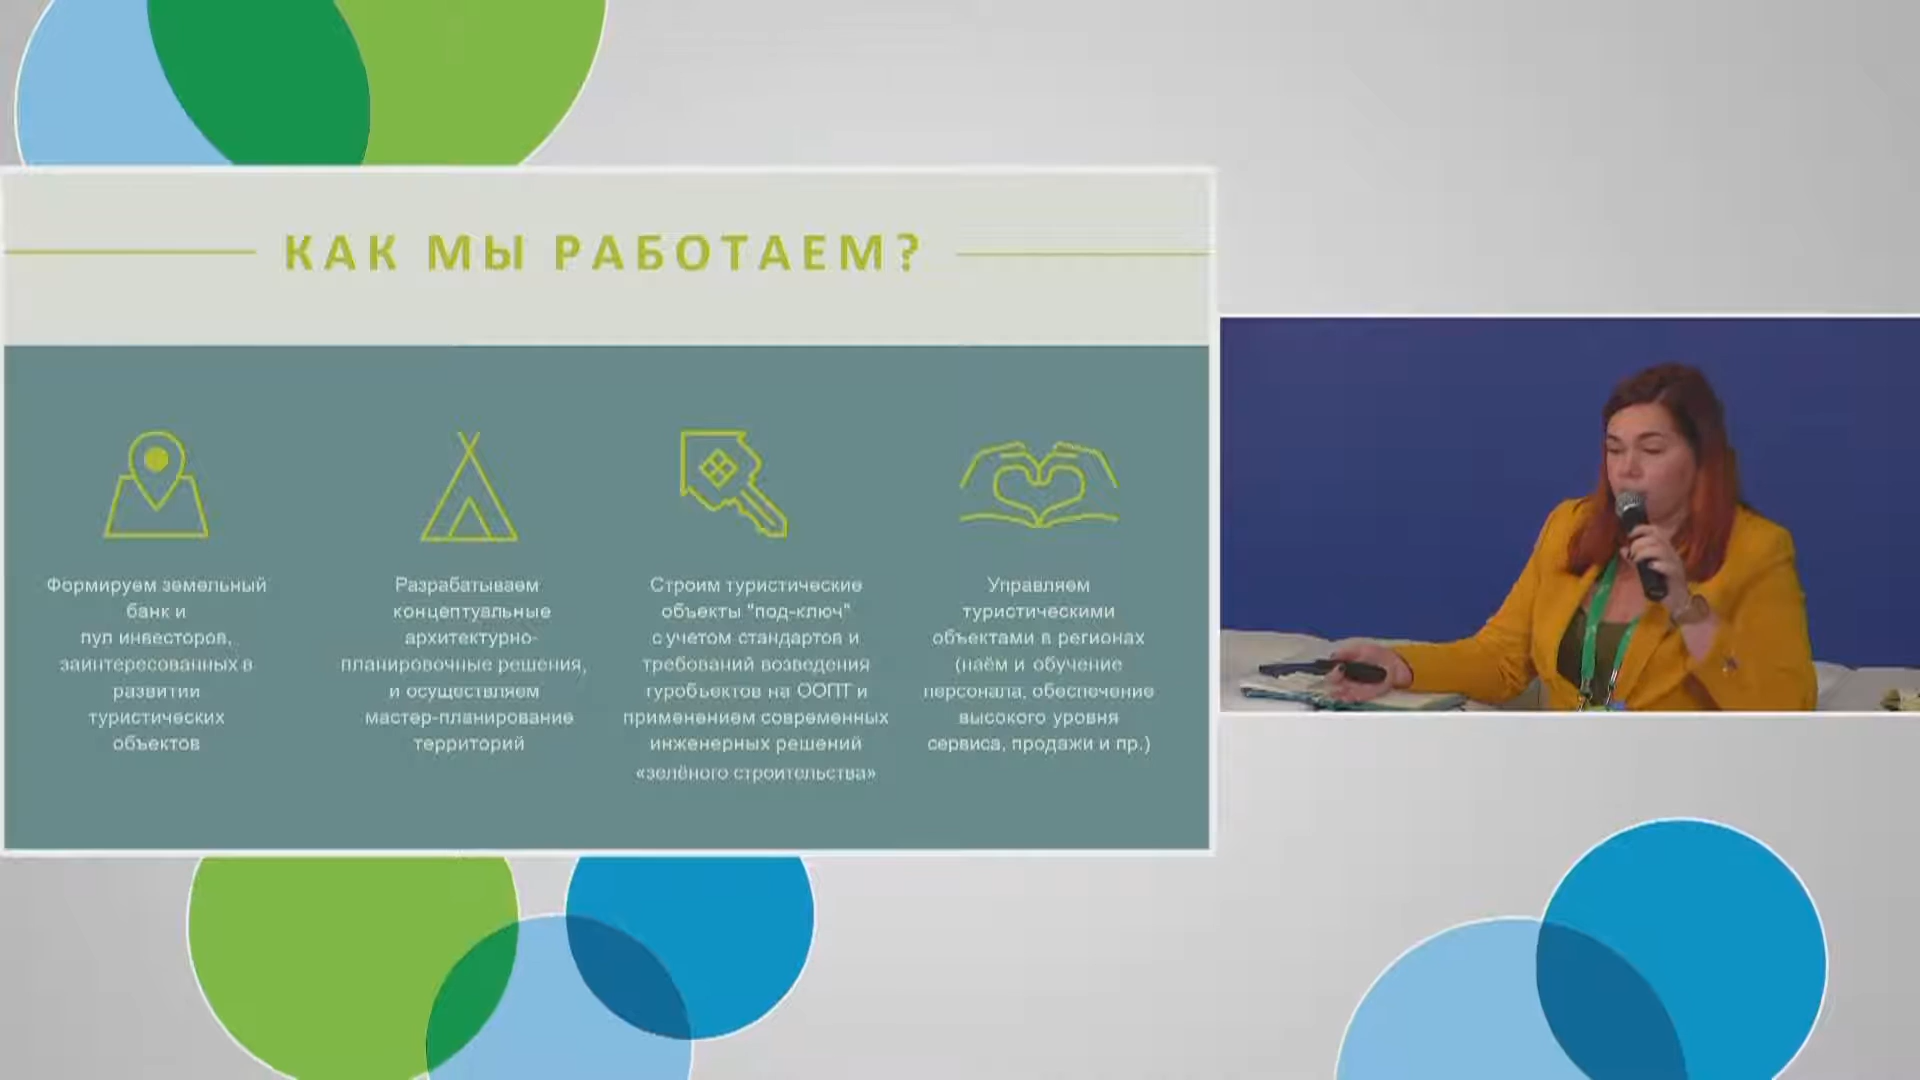 КАК МЫ РАБОТАЕМ?
Формируем земельный
банк и
пул инвесторов,
заинтересованных в
развитии
туристических
объектов
Разрабатываем
концептуальные
архитектурно-
планировочные решения,
и осуществляем
мастер-планирование
территорий
Строим туристические
объекты "под-ключ"
с учетом стандартов и
требований возведения
туробъектов на ООПТ и
применением современных
инженерных решений
«зелёного строительства»
Управляем
туристическими
объектами в регионах
(наём и обучение
персонала, обеспечение
высокого уровня
сервиса, продажи и пр.)